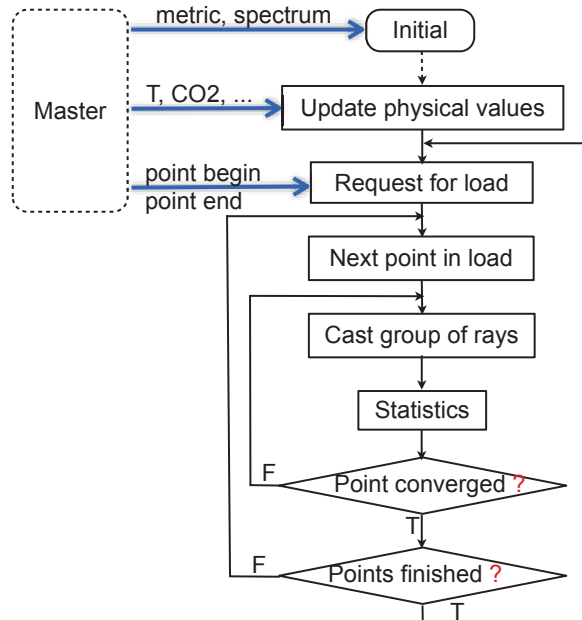 metric, spectrum
Initial
Master
T, CO2, ...
Update physical values
point begin
point end
Request for load
Next point in load
Cast group of rays
Statistics
F
Point converged ?
T
F
Points finished ?
T